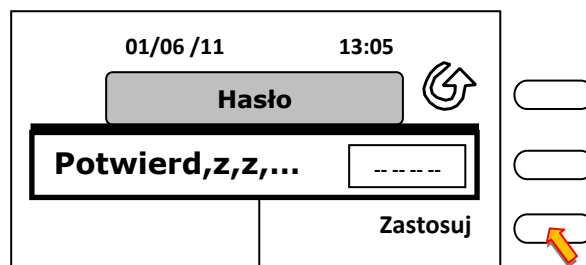 01/06 /11 13:05
Hasło
Potwierd,z,z,... -- -- -- --
Zastosuj